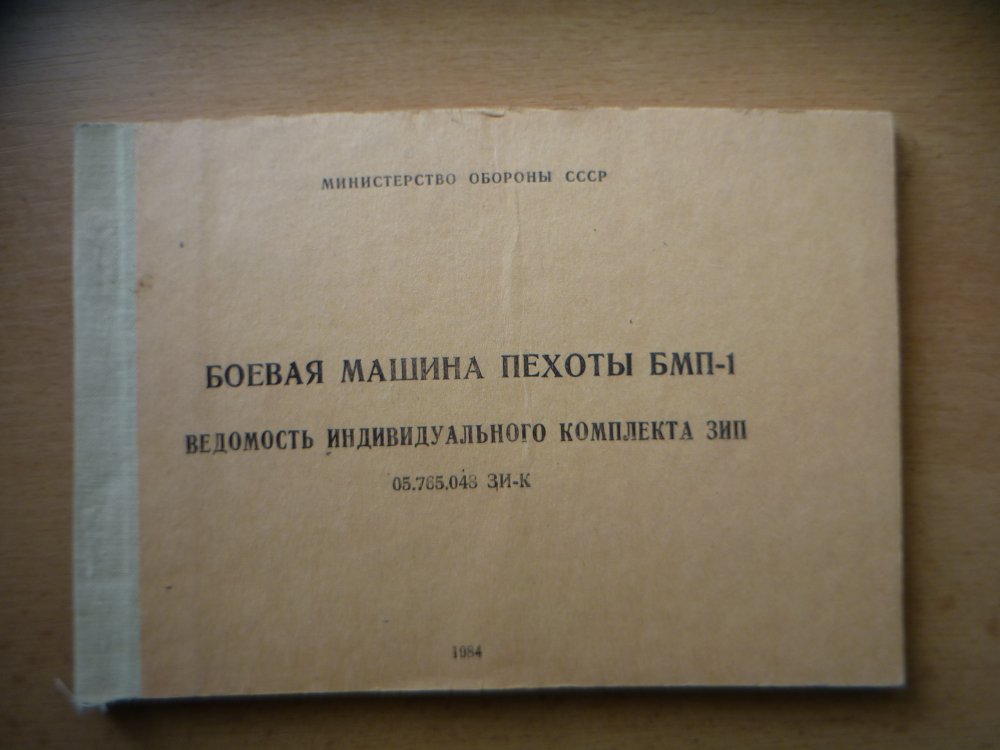 МИНИСТЕРСТВО ОБОРОНЫ СССР
БОЕВАЯ МАШИНА ПЕХОТЫ БМП-1
ВЕДОМОСТЬ ИНДИВИДУАЛЬНОГО КОМПЛЕКТА ЗИП
05.765.043 ЗИ-К
1984